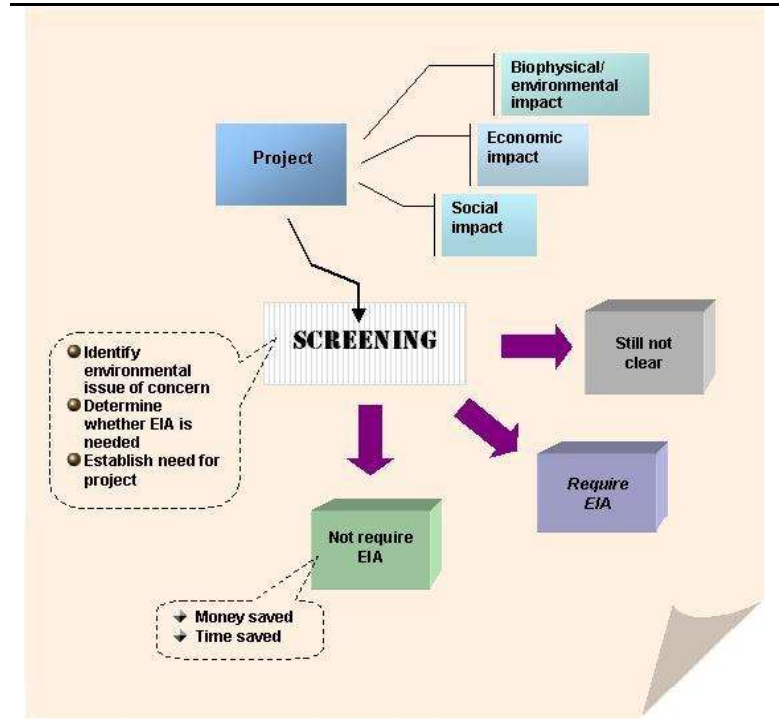 Biophysical/
environmental
impact
Project
Economic
impact
Social
impact
SCREENING
Still not
clear
Identify
environmental
issue of concern
Determine
whether EIA is
needed
Establish need for
project
Require
EIA
Not require
EIA
Money saved
Time saved